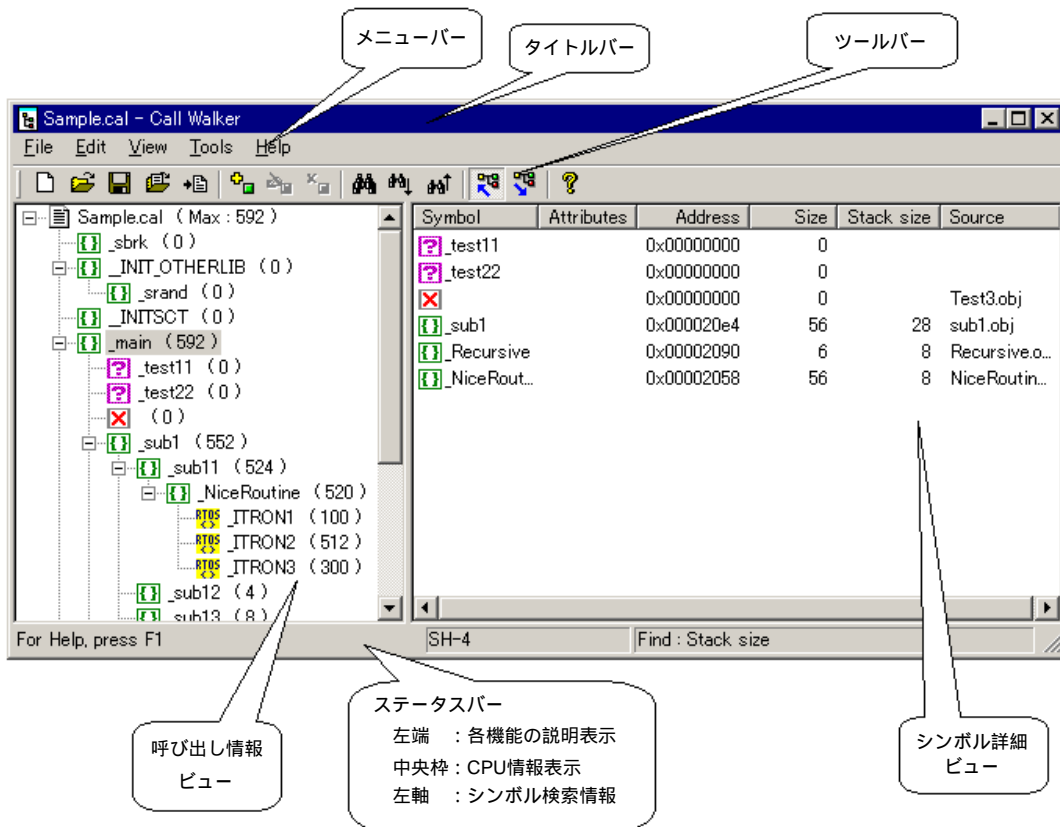 メニューバー
タイトルバー
ツールバー
Sample.cal - Call Walker
File Edit View Tools Help
Sample.cal ( Max : 592 )
_sbrk ( 0 )
__INIT_OTHERLIB ( 0 )
_srand ( 0 )
__INITSCT ( 0 )
_main ( 592 )
_test11 ( 0 )
_test22 ( 0 )
( 0 )
_sub1 ( 552 )
_sub11 ( 524 )
_NiceRoutine ( 520 )
RTOS _ITRON1 ( 100 )
RTOS _ITRON2 ( 512 )
RTOS _ITRON3 ( 300 )
_sub12 ( 4 )
_sub13 ( 8 )
Symbol Attributes Address Size Stack size Source
_test11 0x00000000 0
_test22 0x00000000 0
0x00000000 0 Test3.obj
_sub1 0x000020e4 56 28 sub1.obj
_Recursive 0x00002090 6 8 Recursive.o...
_NiceRout... 0x00002058 56 8 NiceRoutin...
For Help, press F1 SH-4 Find : Stack size
呼び出し情報
ビュー
ステータスバー
左端 : 各機能の説明表示
中央枠 : CPU情報表示
左軸 : シンボル検索情報
シンボル詳細
ビュー